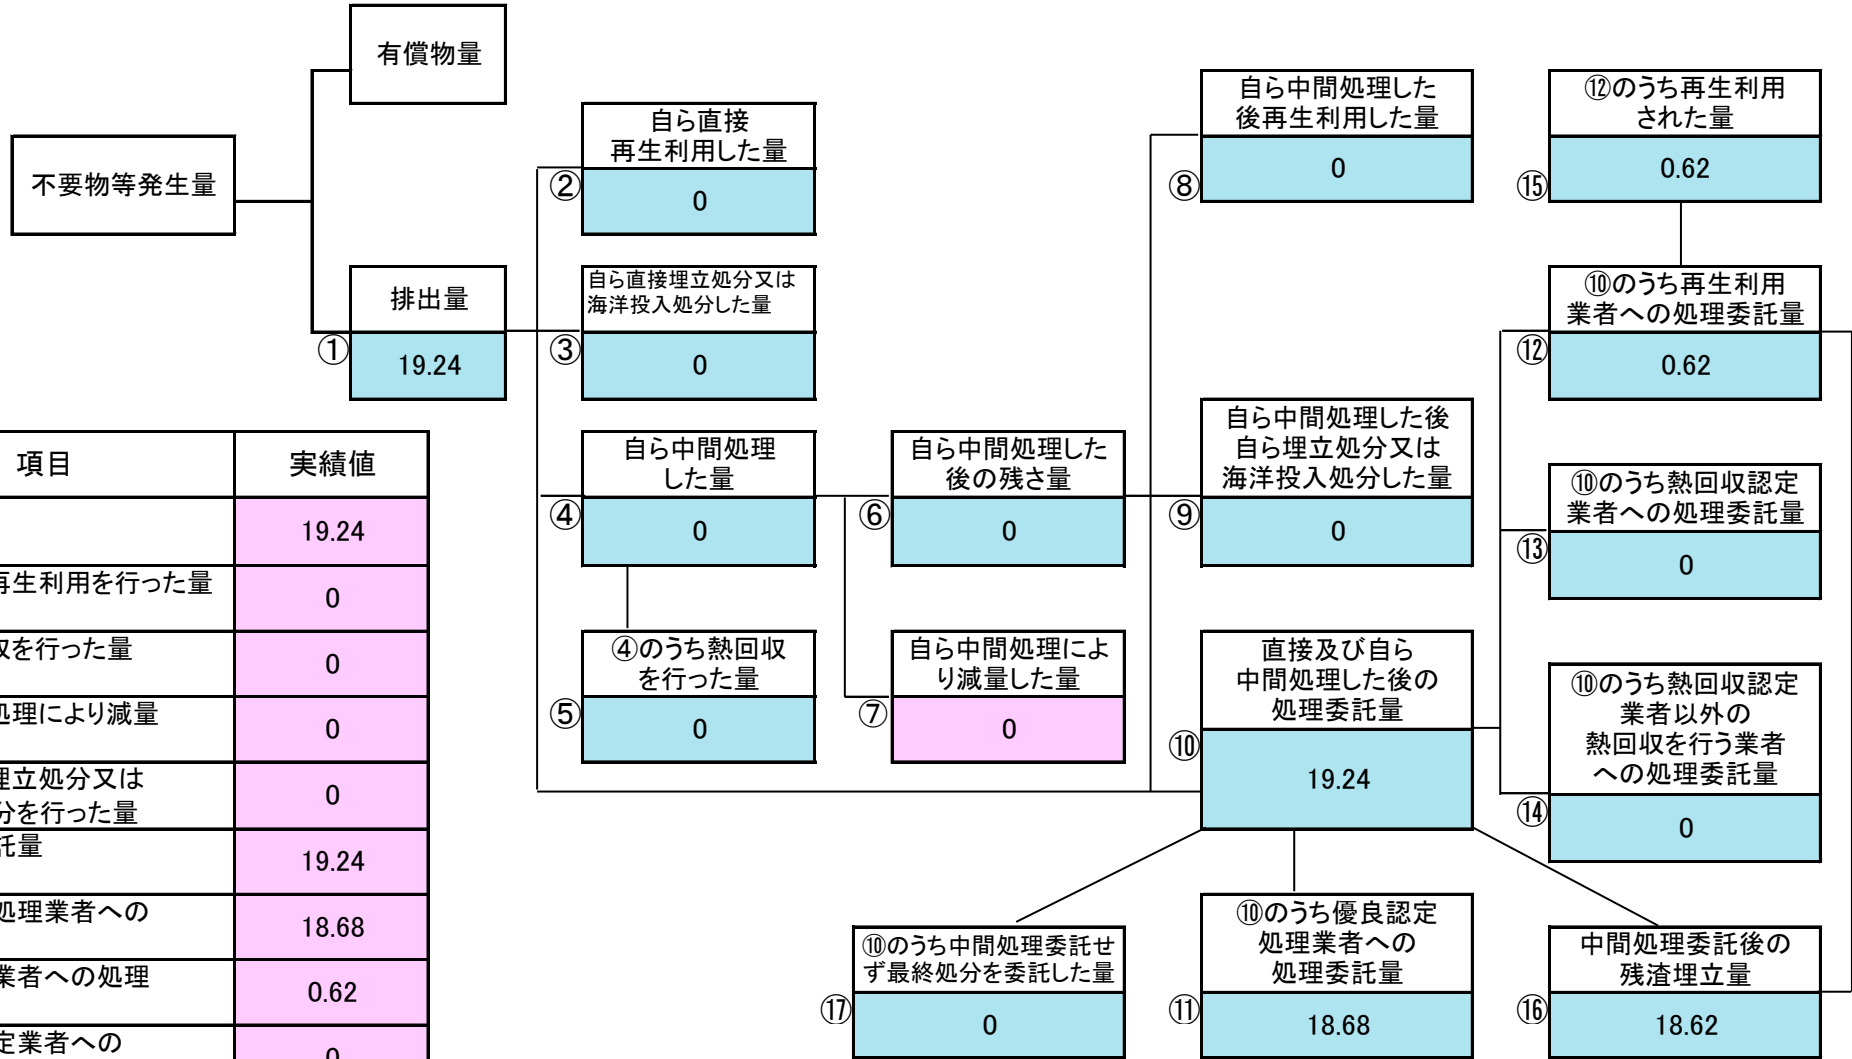 有償物量
不要物等発生量
排出量
①
19.24
自ら直接
再生利用した量
②
0
自ら直接埋立処分又は
海洋投入処分した量
③
0
自ら中間処理
した量
④
0
④のうち熱回収
を行った量
⑤
0
自ら中間処理した
後の残さ量
⑥
0
自ら中間処理によ
り減量した量
⑦
0
自ら中間処理した
後再生利用した量
⑧
0
自ら中間処理した後
自ら埋立処分又は
海洋投入処分した量
⑨
0
直接及び自ら
中間処理した後の
処理委託量
⑩
19.24
⑩のうち優良認定
処理業者への
処理委託量
⑪
18.68
⑫のうち再生利用
された量
⑮
0.62
⑩のうち再生利用
業者への処理委託量
⑫
0.62
⑩のうち熱回収認定
業者への処理委託量
⑬
0
⑩のうち熱回収認定
業者以外の
熱回収を行う業者
への処理委託量
⑭
0
⑩のうち中間処理委託せ
ず最終処分を委託した量
⑰
0
中間処理委託後の
残渣埋立量
⑯
18.62
項目 実績値
19.24
再生利用を行った量
0
を行った量
0
処理により減量
0
埋立処分又は
分を行った量
0
託量
19.24
処理業者への
18.68
業者への処理
0.62
定業者への
0